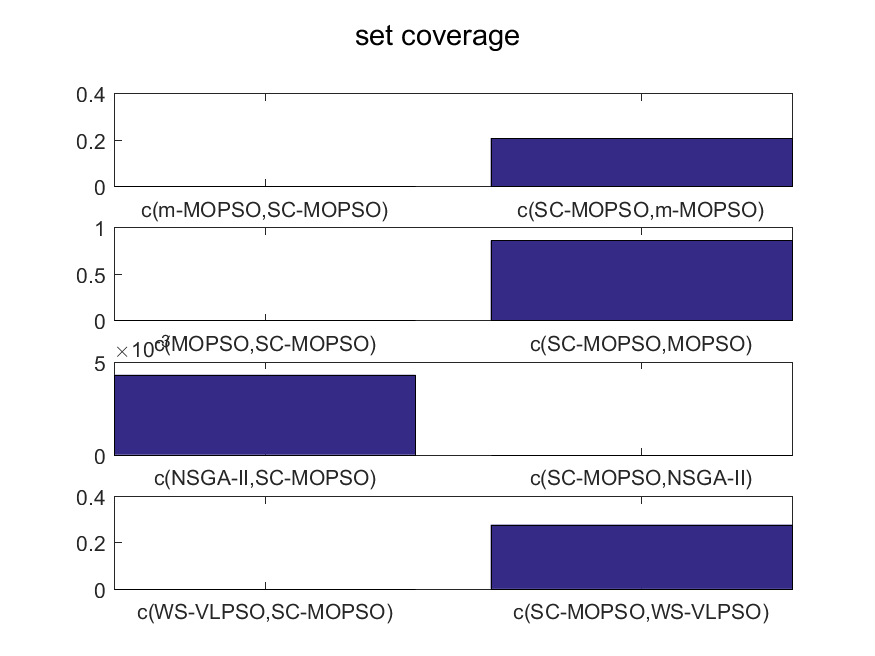 set coverage
0.4
0.2
0
c(m-MOPSO,SC-MOPSO) c(SC-MOPSO,m-MOPSO)
1
0.5
0
c(MOPSO,SC-MOPSO) c(SC-MOPSO,MOPSO)
×10⁻³
5
0
c(NSGA-II,SC-MOPSO) c(SC-MOPSO,NSGA-II)
0.4
0.2
0
c(WS-VLPSO,SC-MOPSO) c(SC-MOPSO,WS-VLPSO)